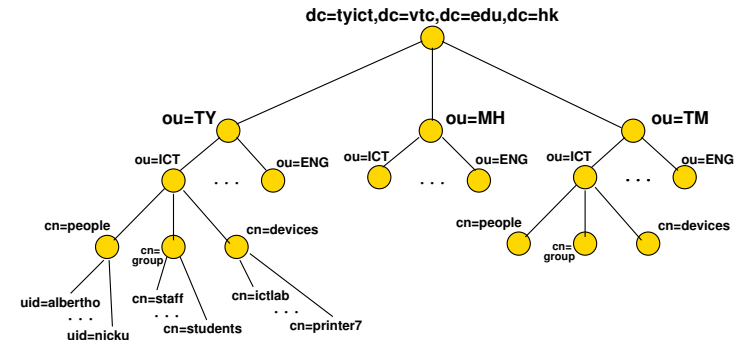 dc=tyict,dc=vtc,dc=edu,dc=hk
ou=TY
ou=MH
ou=TM
ou=ICT
. . .
ou=ENG
ou=ICT
. . .
ou=ENG
ou=ICT
. . .
ou=ENG
cn=people
cn=
group
cn=devices
cn=people
cn=
group
cn=devices
uid=albertho
. . .
uid=nicku
cn=staff
. . .
cn=students
cn=ictlab
. . .
cn=printer7